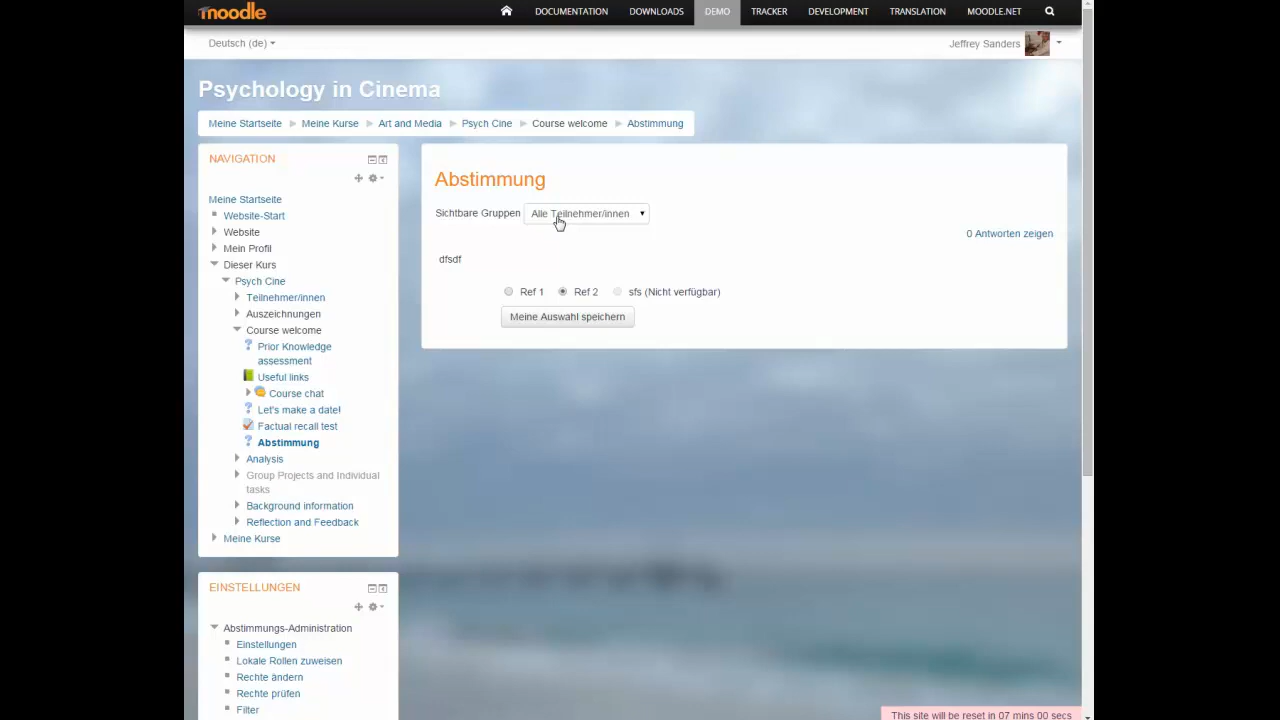 moodle
DOCUMENTATION DOWNLOADS DEMO TRACKER DEVELOPMENT TRANSLATION MOODLE.NET
Deutsch (de)
Jeffrey Sanders
Psychology in Cinema
Meine Startseite Meine Kurse Art and Media Psych Cine Course welcome Abstimmung
NAVIGATION
Meine Startseite
Website-Start
Website
Mein Profil
Dieser Kurs
Psych Cine
Teilnehmer/innen
Auszeichnungen
Course welcome
Prior Knowledge
assessment
Useful links
Course chat
Let's make a date!
Factual recall test
Abstimmung
Analysis
Group Projects and Individual
tasks
Background information
Reflection and Feedback
Meine Kurse
EINSTELLUNGEN
Abstimmungs-Administration
Einstellungen
Lokale Rollen zuweisen
Rechte ändern
Rechte prüfen
Filter
Abstimmung
Sichtbare Gruppen Alle Teilnehmer/innen
0 Antworten zeigen
dfsdf
Ref 1 Ref 2 sfs (Nicht verfügbar)
Meine Auswahl speichern
This site will be reset in 07 mins 00 secs